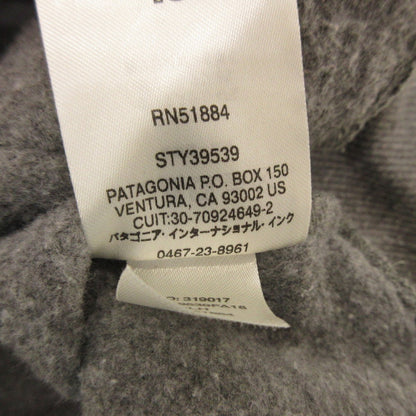 RN51884
STY39539
PATAGONIA P.O. BOX 150
VENTURA, CA 93002 US
CUIT:30-70924649-2
パタゴニア・インターナショナル・インク
0467-23-8961
319017